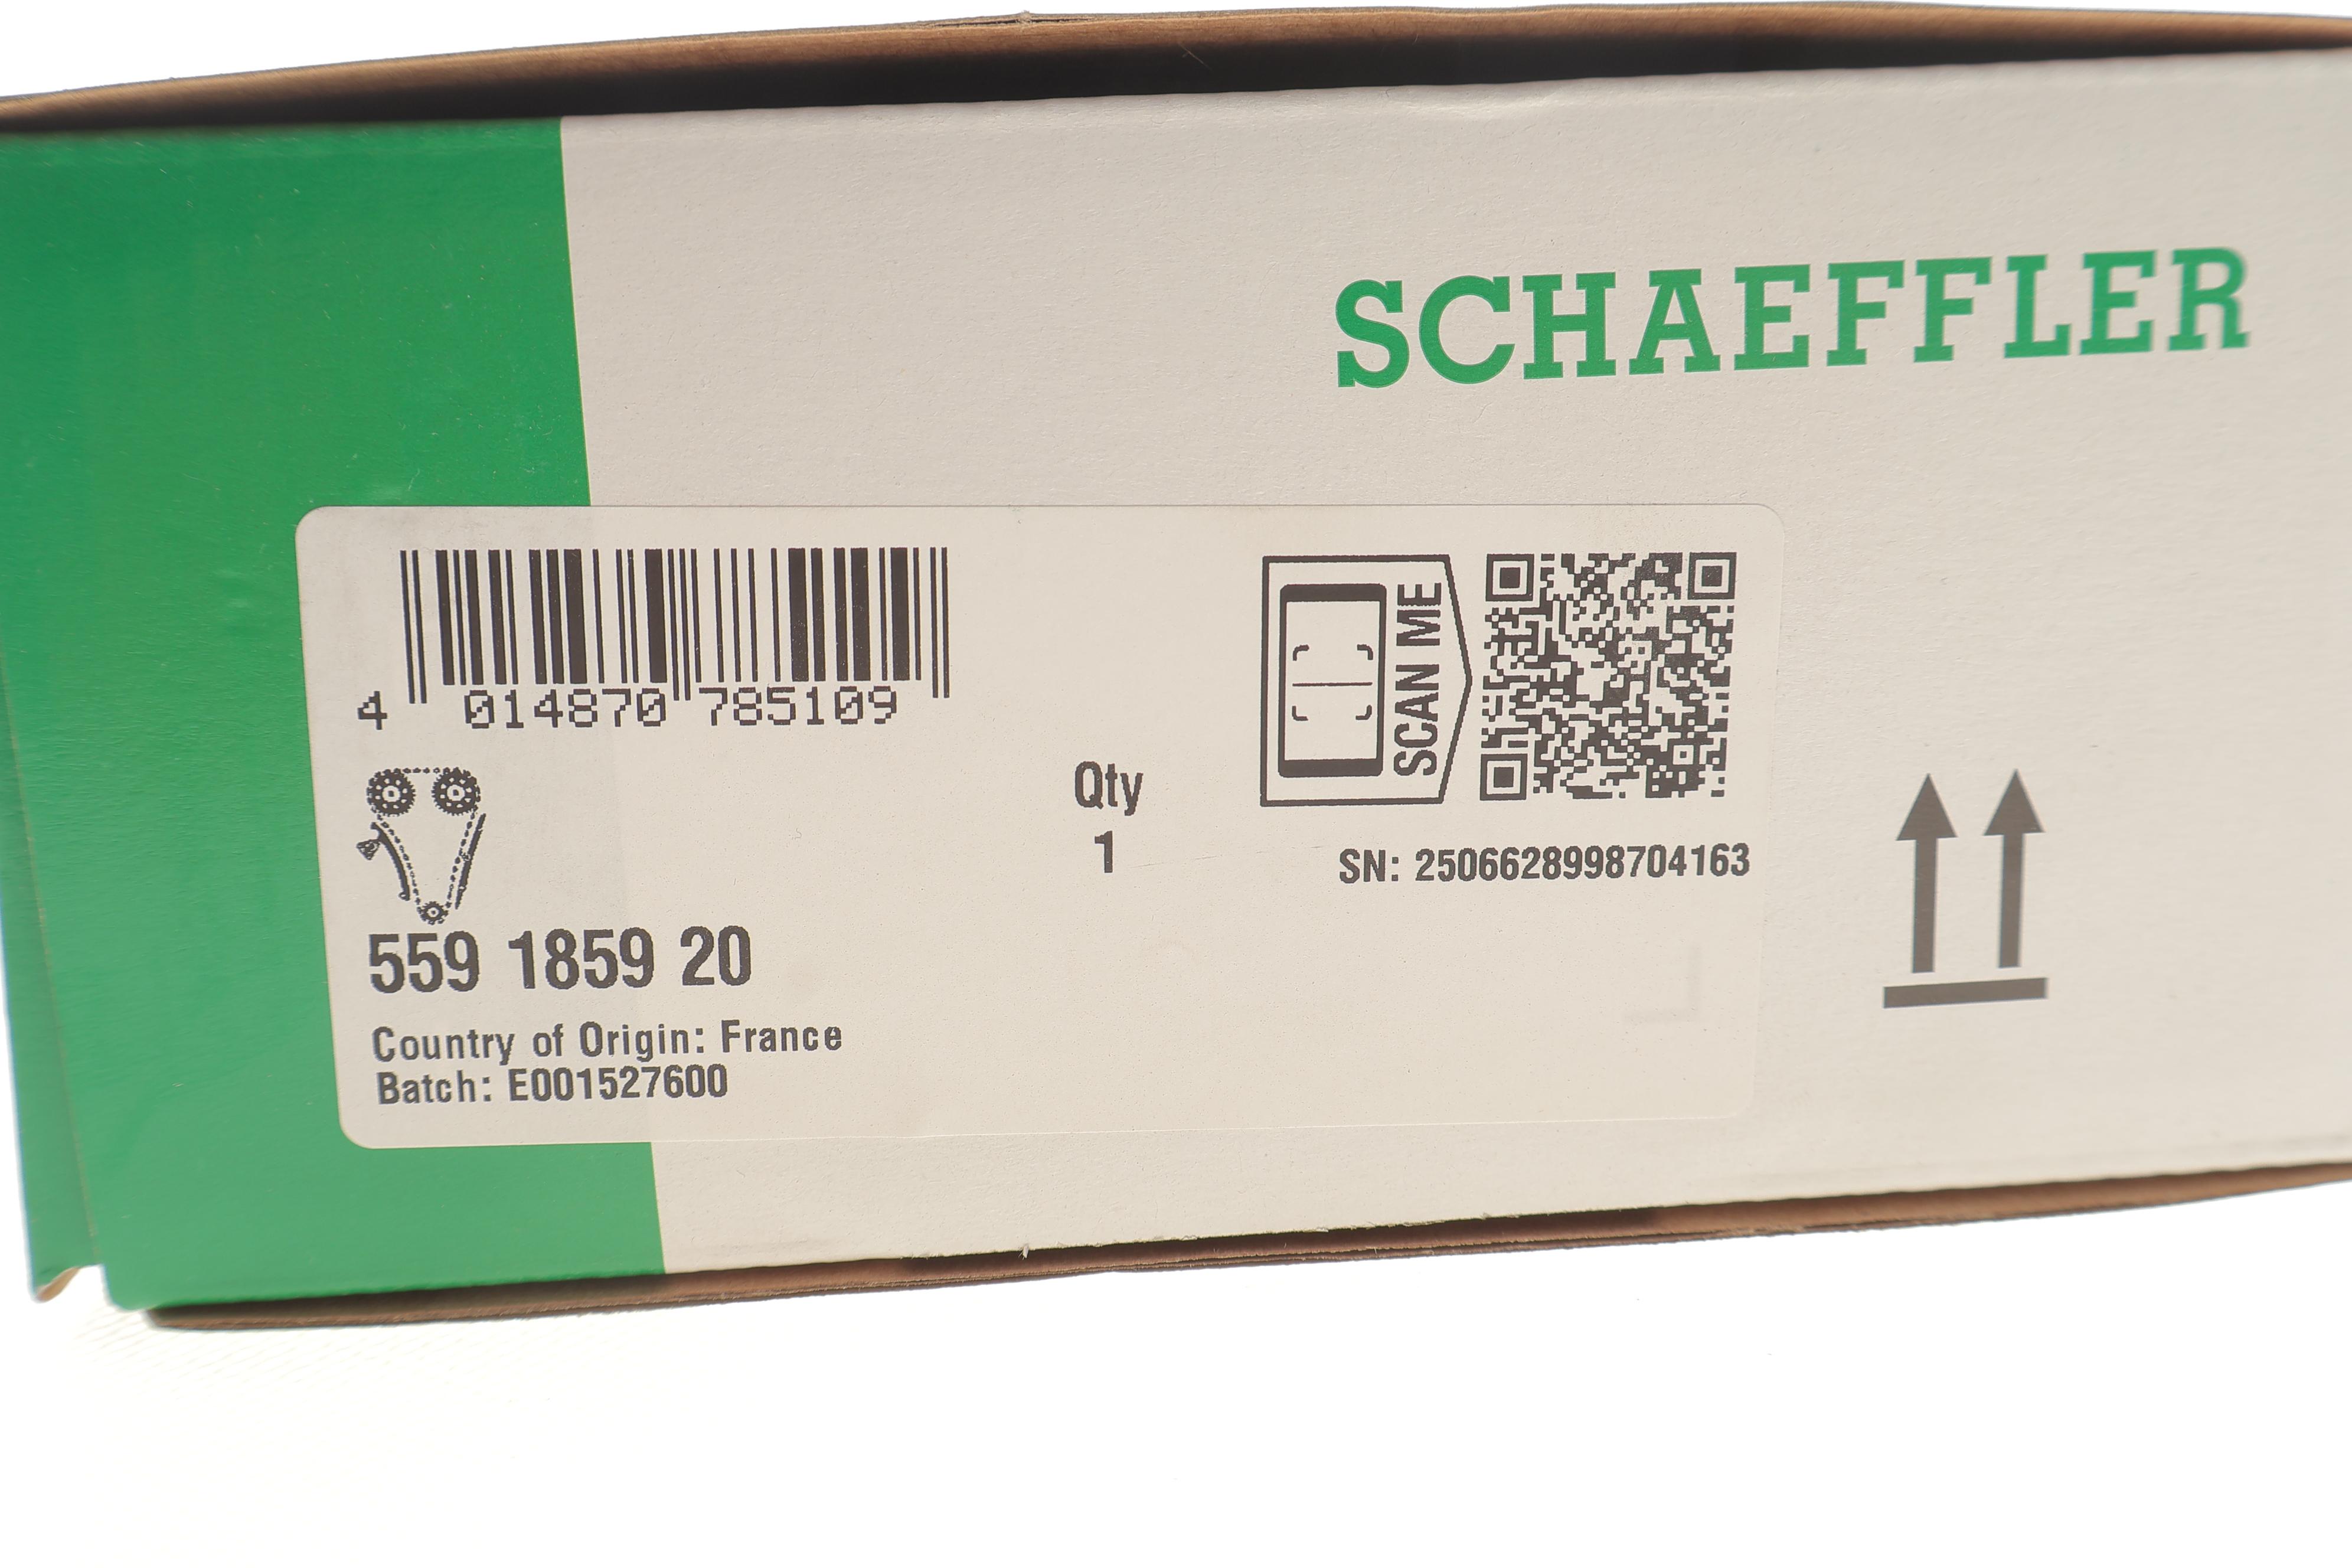 SCHAEFFLER
4 014870 785109
SCAN ME
Qty
1
SN: 2506628998704163
559 1859 20
Country of Origin: France
Batch: E001527600